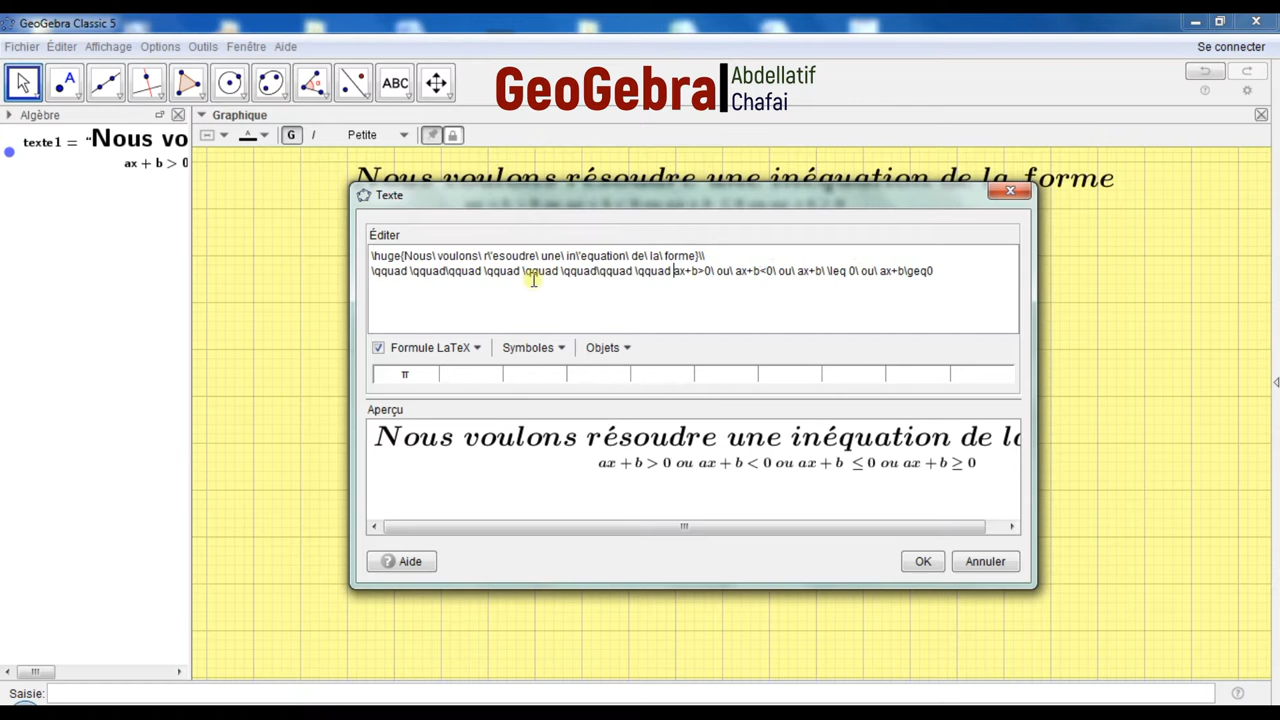 GeoGebra Classic 5
Fichier Éditer Affichage Options Outils Fenêtre Aide
Se connecter
ABC
GeoGebra
Abdellatif
Chafai
Algèbre
Graphique
G I Petite
texte1 = "Nous vo
ax + b > 0
Nous voulons résoudre une inéquation de la forme
Texte
Éditer
\huge{Nous\ voulons\ r\'esoudre\ une\ in\'equation\ de\ la\ forme}\\
\qquad \qquad\qquad \qquad \qquad \qquad\qquad \qquad ax+b>0\ ou\ ax+b<0\ ou\ ax+b\ \leq 0\ ou\ ax+b\geq0
Formule LaTeX Symboles Objets
π
Aperçu
Nous voulons résoudre une inéquation de la
ax + b > 0 ou ax + b < 0 ou ax + b ≤ 0 ou ax + b ≥ 0
? Aide OK Annuler
Saisie: